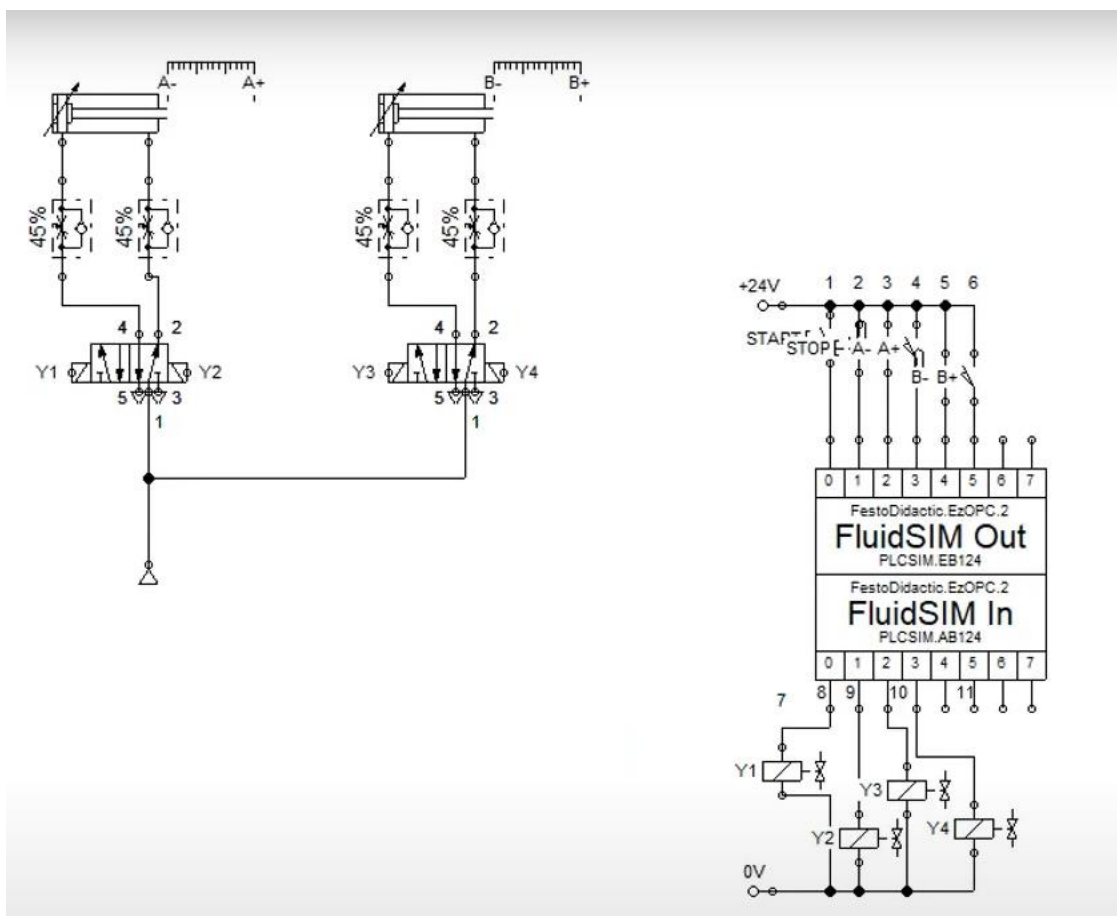 A- A+
B- B+
45% 45%
45% 45%
4 2
Y1 Y2
5 3
1
4 2
Y3 Y4
5 3
1
+24V 1 2 3 4 5 6
STOP A- A+
B- B+
0 1 2 3 4 5 6 7
FestoDidactic.EzOPC.2
FluidSIM Out
PLCSIM.EB124
FestoDidactic.EzOPC.2
FluidSIM In
PLCSIM.AB124
0 1 2 3 4 5 6 7
7 8 9 10 11
Y1
Y3
Y2
Y4
0V